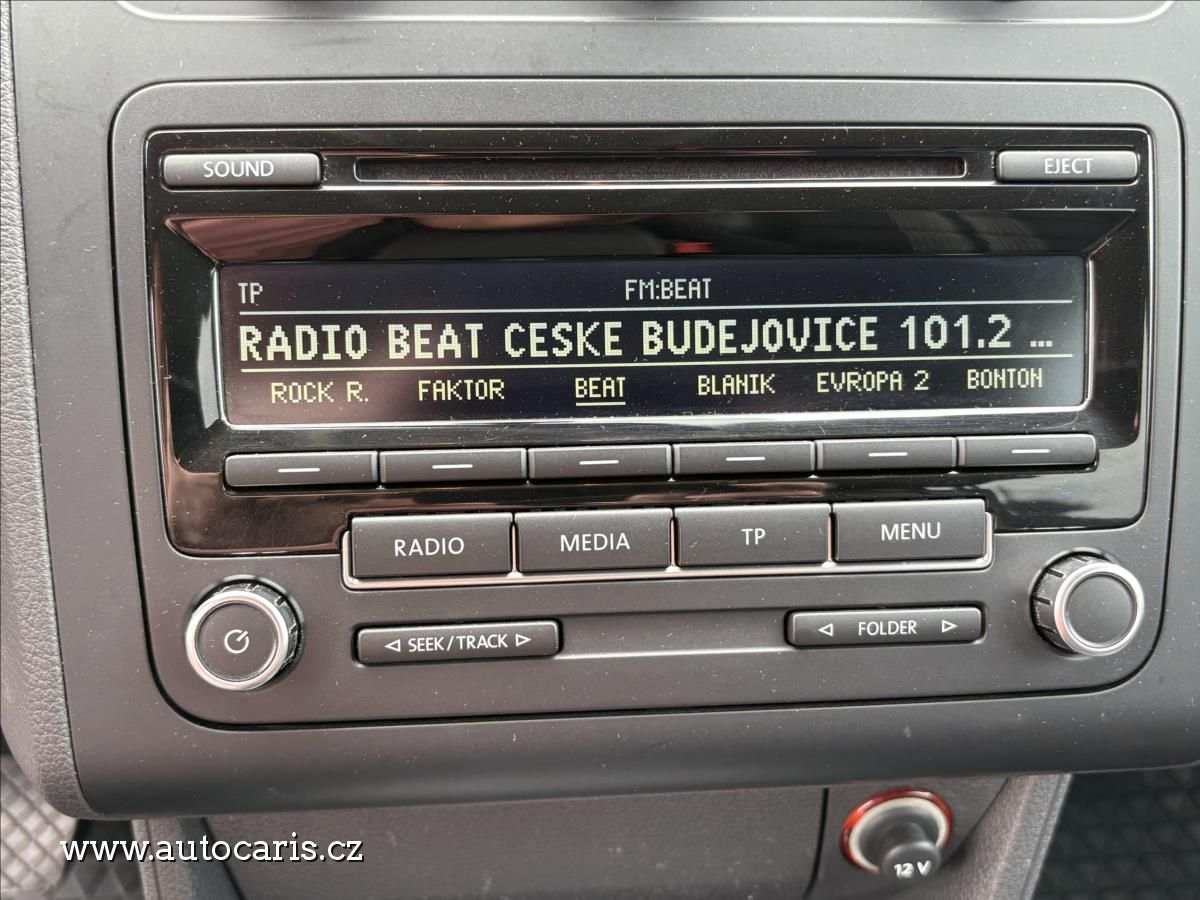 SOUND EJECT
TP FM:BEAT
RADIO BEAT CESKE BUDEJOVICE 101.2 ...
ROCK R. FAKTOR BEAT BLANIK EVROPA 2 BONTON
RADIO MEDIA TP MENU
SEEK/TRACK FOLDER
www.autocaris.cz
12 V